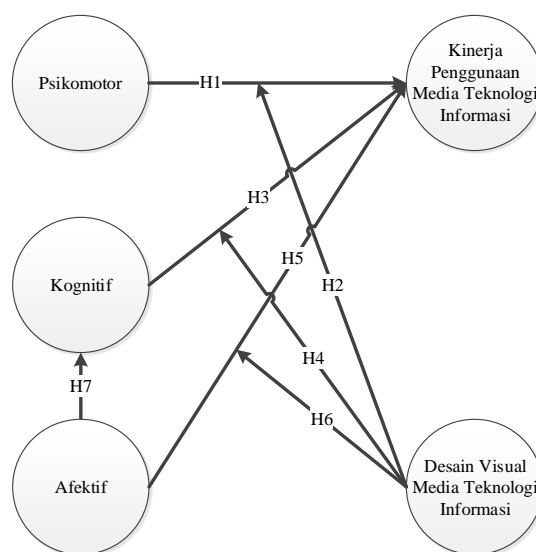 Psikomotor
H1
Kinerja
Penggunaan
Media Teknologi
Informasi
H3
H5
Kognitif
H2
H4
H7
H6
Afektif
Desain Visual
Media Teknologi
Informasi